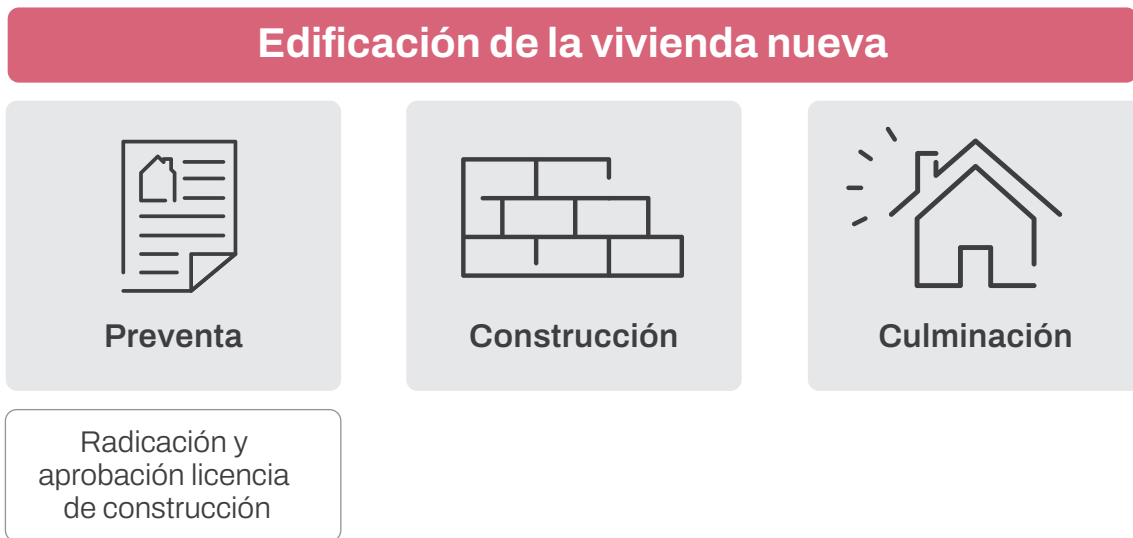 Edificación de la vivienda nueva
Preventa
Construcción
Culminación
Radicación y
aprobación licencia
de construcción